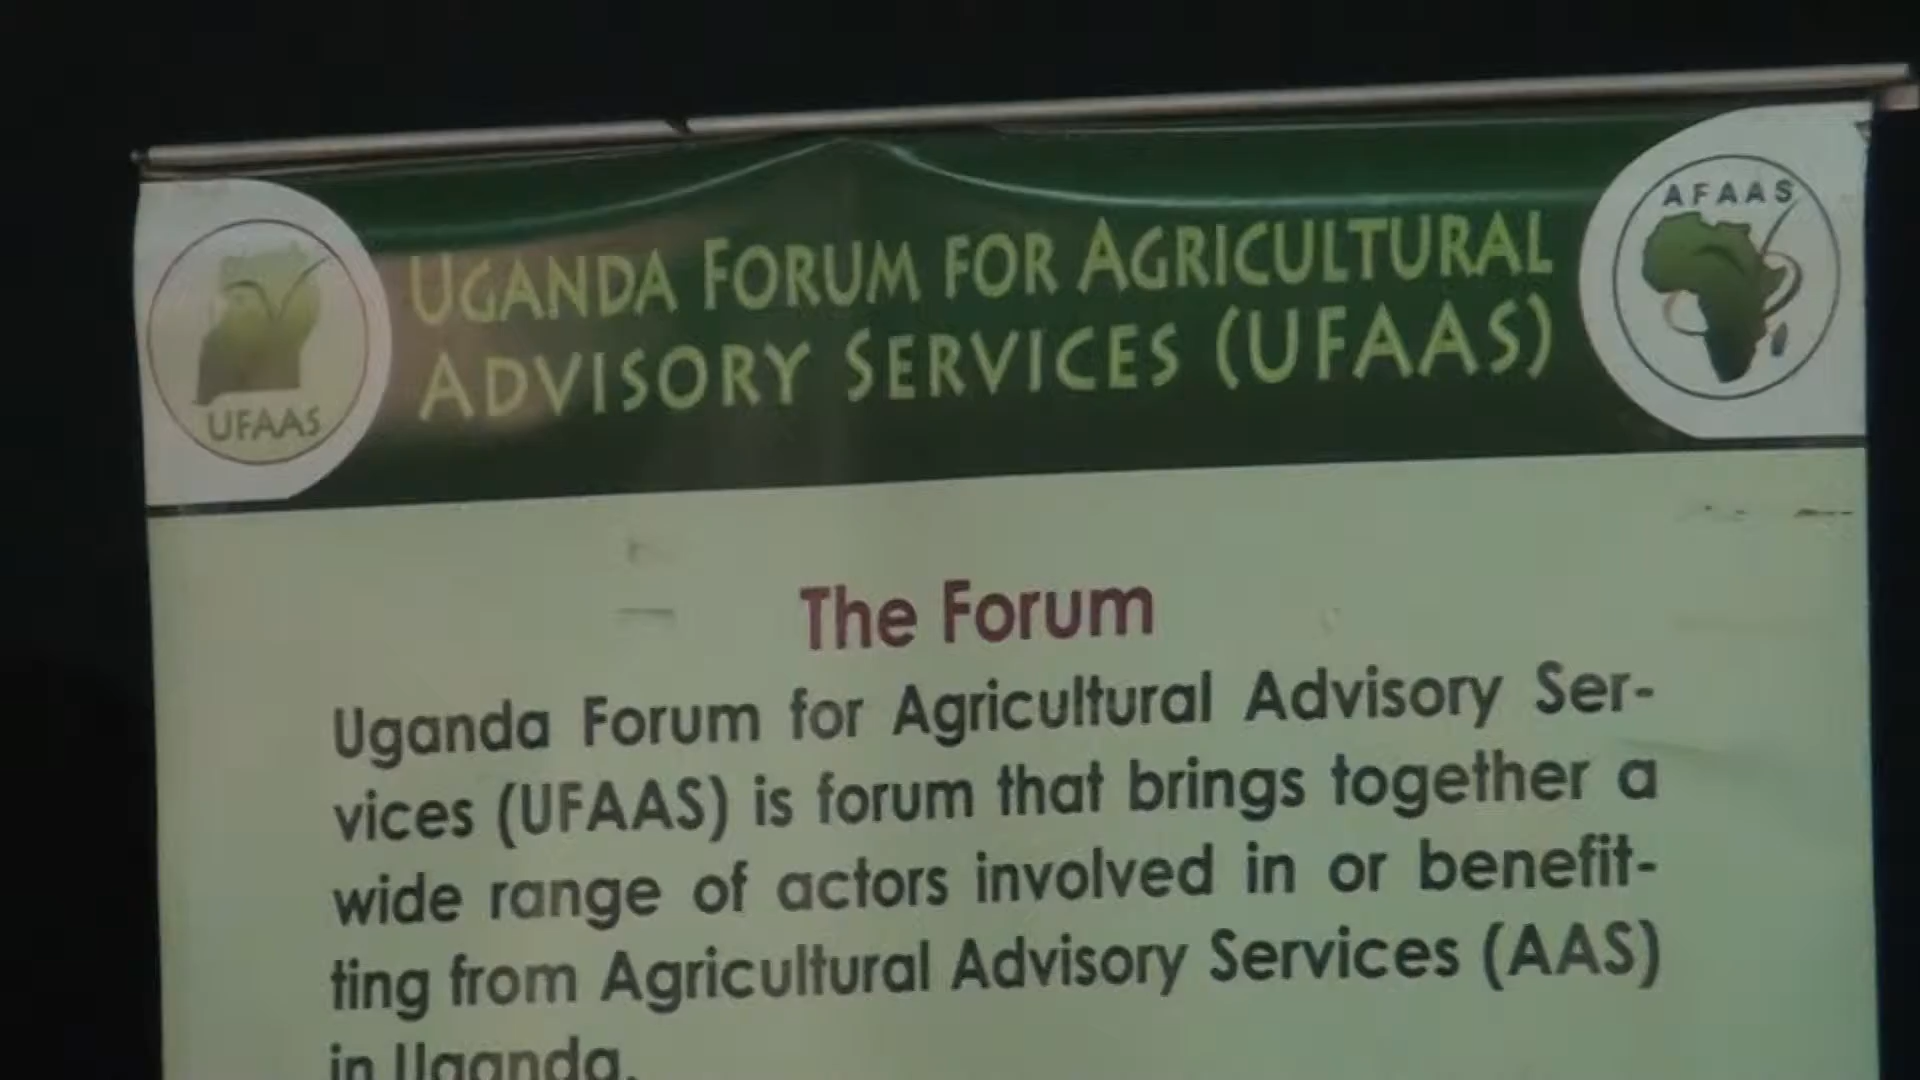 AFAAS
UGANDA FORUM FOR AGRICULTURAL
ADVISORY SERVICES (UFAAS)
UFAAS
The Forum
Uganda Forum for Agricultural Advisory Ser-
vices (UFAAS) is forum that brings together a
wide range of actors involved in or benefit-
ting from Agricultural Advisory Services (AAS)
in Uganda.